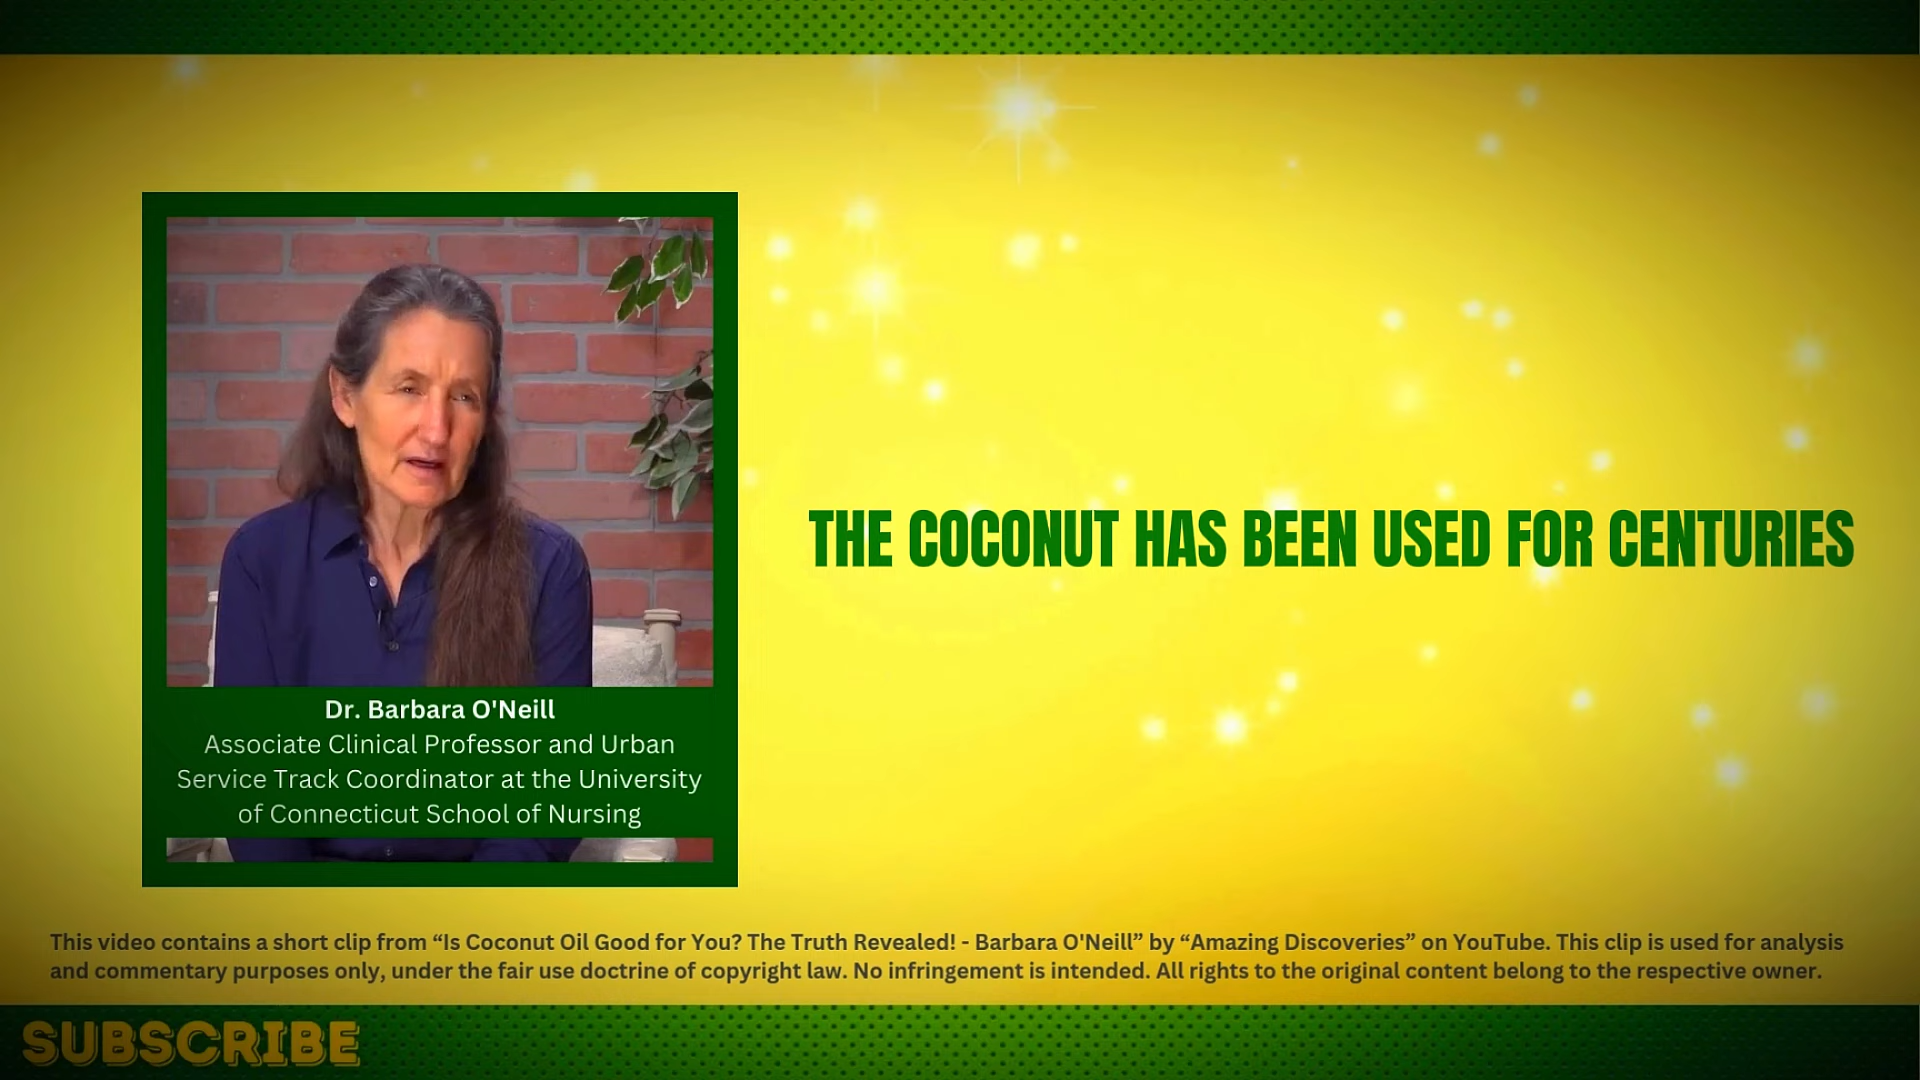 Dr. Barbara O'Neill
Associate Clinical Professor and Urban
Service Track Coordinator at the University
of Connecticut School of Nursing
THE COCONUT HAS BEEN USED FOR CENTURIES
This video contains a short clip from “Is Coconut Oil Good for You? The Truth Revealed! - Barbara O'Neill” by “Amazing Discoveries” on YouTube. This clip is used for analysis
and commentary purposes only, under the fair use doctrine of copyright law. No infringement is intended. All rights to the original content belong to the respective owner.
SUBSCRIBE